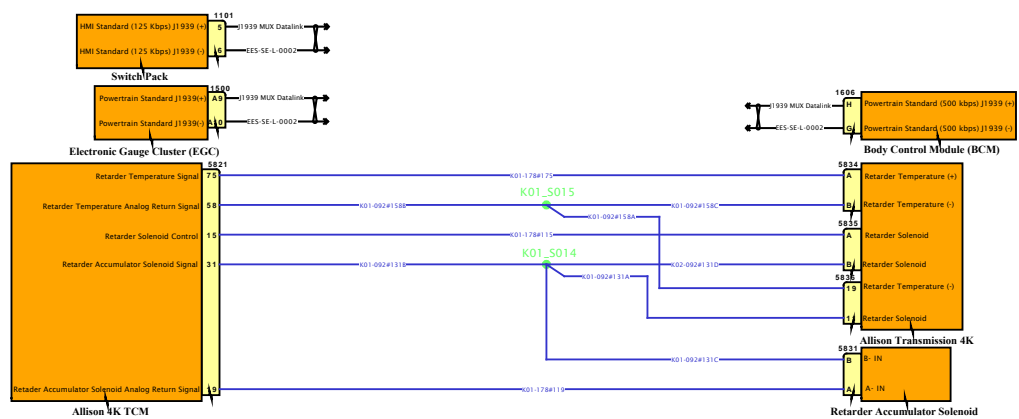 1101
HMI Standard (125 Kbps) J1939 (+) 5 J1939 MUX Datalink
HMI Standard (125 Kbps) J1939 (-) 6 EES-SE-L-0002
Switch Pack
1500
Powertrain Standard J1939(+) A9 J1939 MUX Datalink
Powertrain Standard J1939(-) EES-SE-L-0002
Electronic Gauge Cluster (EGC)
1606
J1939 MUX Datalink H Powertrain Standard (500 kbps) J1939 (+)
EES-SE-L-0002 G Powertrain Standard (500 kbps) J1939 (-)
Body Control Module (BCM)
5821
Retarder Temperature Signal 75 K01-178#175
Retarder Temperature Analog Return Signal 58 K01-092#158B K01_S015 K01-092#158C
K01-092#158A
Retarder Solenoid Control 15 K01-178#115
Retarder Accumulator Solenoid Signal 31 K01-092#131B K01_S014 K02-092#131D
K01-092#131A
K01-092#131C
Retader Accumulator Solenoid Analog Return Signal 19 K01-178#119
Allison 4K TCM
5834
A Retarder Temperature (+)
B Retarder Temperature (-)
5835
A Retarder Solenoid
B Retarder Solenoid
5836
19 Retarder Temperature (-)
Retarder Solenoid
Allison Transmission 4K
5831
B B- IN
A A- IN
Retarder Accumulator Solenoid